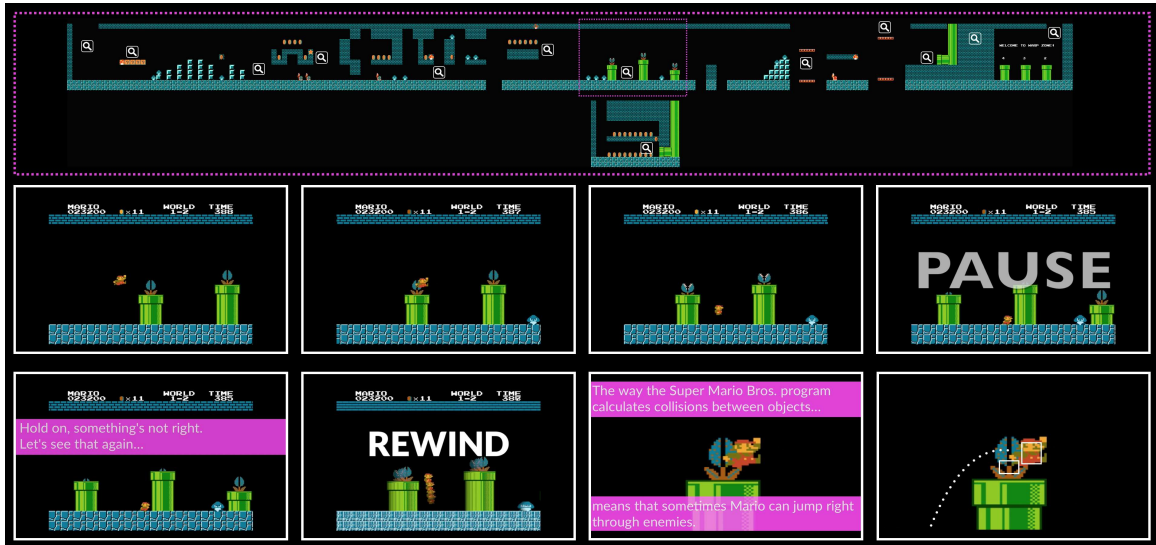 WELCOME TO WARP ZONE!
MARIO WORLD TIME
023200 ×11 1-2 388
MARIO WORLD TIME
023200 ×11 1-2 387
MARIO WORLD TIME
023200 ×11 1-2 386
MARIO WORLD TIME
023200 ×11 1-2 385
PAUSE
MARIO WORLD TIME
023200 ×11 1-2 385
Hold on, something's not right.
Let's see that again...
MARIO WORLD TIME
023200 ×11 1-2
REWIND
The way the Super Mario Bros. program
calculates collisions between objects...
means that sometimes Mario can jump right
through enemies.